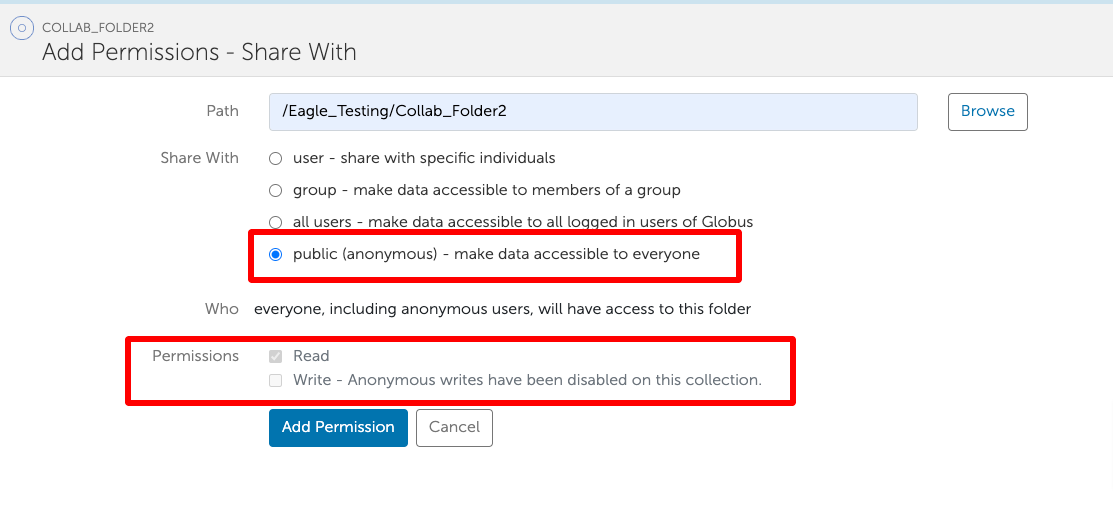 COLLAB_FOLDER2
Add Permissions - Share With
Path /Eagle_Testing/Collab_Folder2 Browse
Share With user - share with specific individuals
group - make data accessible to members of a group
all users - make data accessible to all logged in users of Globus
public (anonymous) - make data accessible to everyone
Who everyone, including anonymous users, will have access to this folder
Permissions Read
Write - Anonymous writes have been disabled on this collection.
Add Permission Cancel